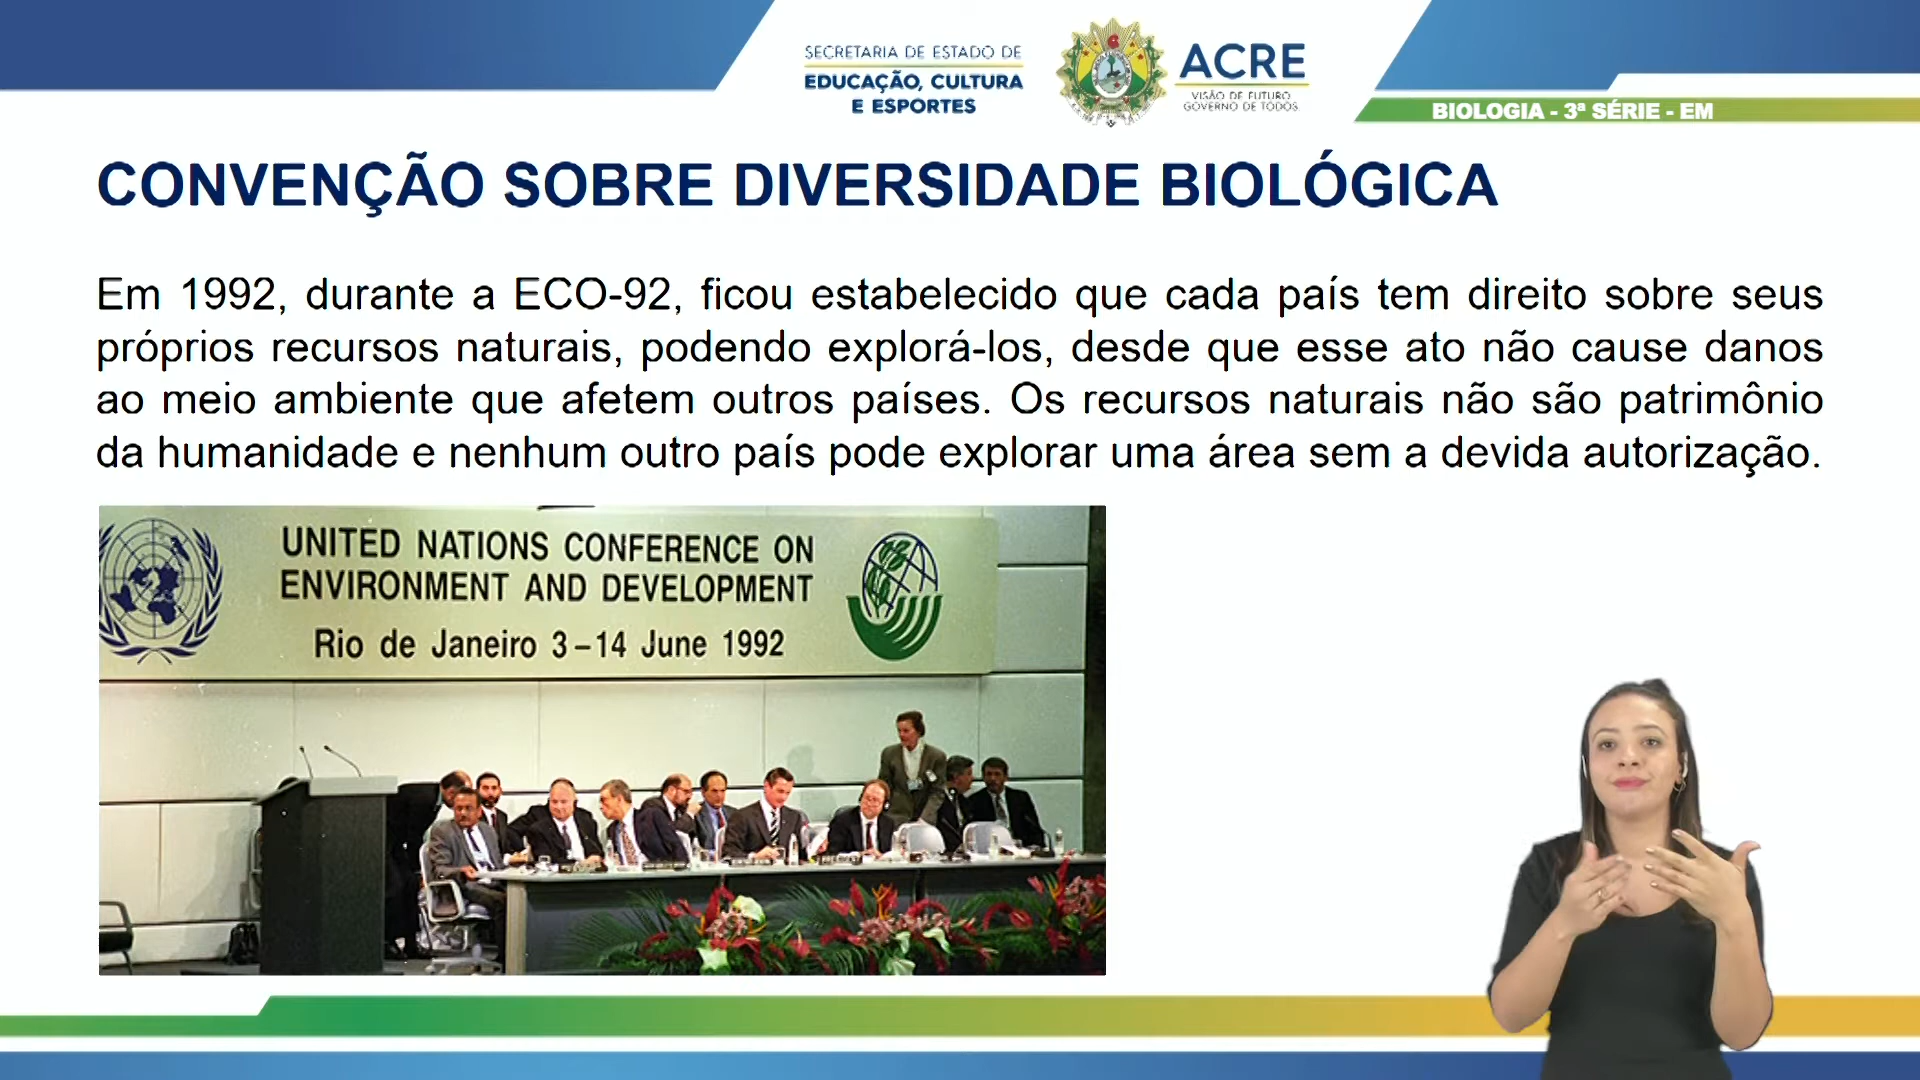 SECRETARIA DE ESTADO DE
EDUCAÇÃO, CULTURA
E ESPORTES
ACRE
VISÃO DE FUTURO
GOVERNO DE TODOS
BIOLOGIA - 3ª SÉRIE - EM
CONVENÇÃO SOBRE DIVERSIDADE BIOLÓGICA
Em 1992, durante a ECO-92, ficou estabelecido que cada país tem direito sobre seus
próprios recursos naturais, podendo explorá-los, desde que esse ato não cause danos
ao meio ambiente que afetem outros países. Os recursos naturais não são patrimônio
da humanidade e nenhum outro país pode explorar uma área sem a devida autorização.
UNITED NATIONS CONFERENCE ON
ENVIRONMENT AND DEVELOPMENT
Rio de Janeiro 3–14 June 1992